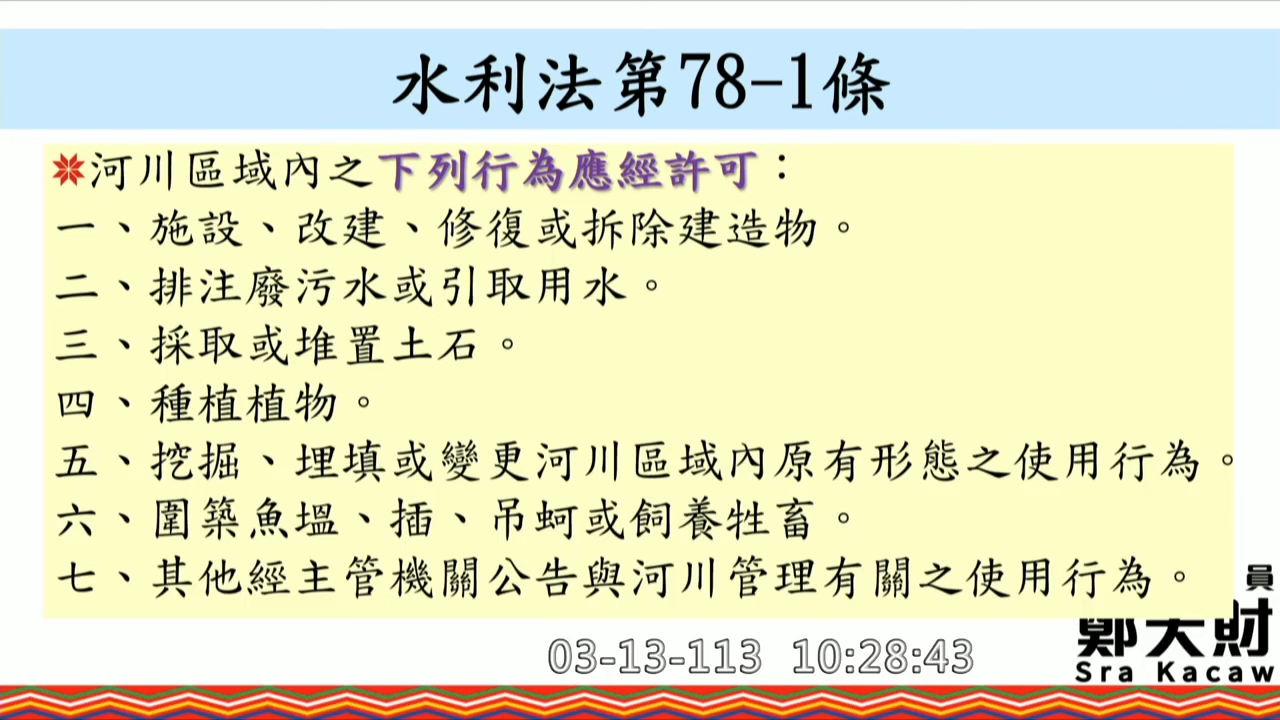 水利法第78-1條
河川區域內之下列行為應經許可：
一、施設、改建、修復或拆除建造物。
二、排注廢污水或引取用水。
三、採取或堆置土石。
四、種植植物。
五、挖掘、埋填或變更河川區域內原有形態之使用行為。
六、圍築魚塭、插、吊蚵或飼養牲畜。
七、其他經主管機關公告與河川管理有關之使用行為。
員
鄭天財
Sra Kacaw
03-13-113 10:28:43